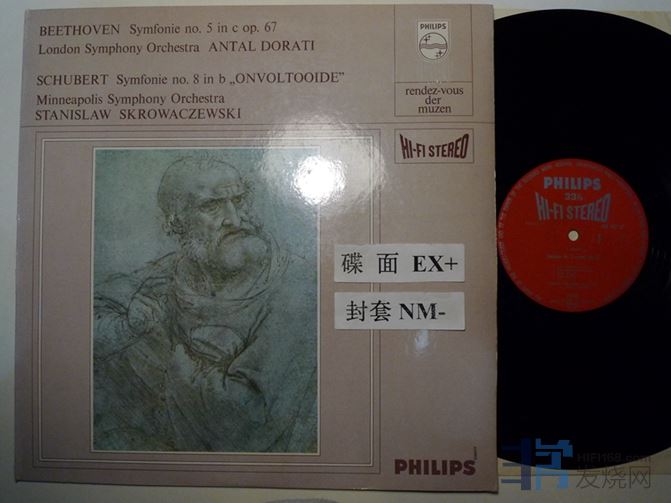 BEETHOVEN Symfonie no. 5 in c op. 67
London Symphony Orchestra ANTAL DORATI
SCHUBERT Symfonie no. 8 in b „ONVOLTOOIDE”
Minneapolis Symphony Orchestra
STANISLAW SKROWACZEWSKI
PHILIPS
rendez-vous
der
muzen
HI-FI STEREO
碟 面 EX+
封套 NM-
PHILIPS
PHILIPS
33⅓
HI-FI STEREO
HIFI168.com
发烧网